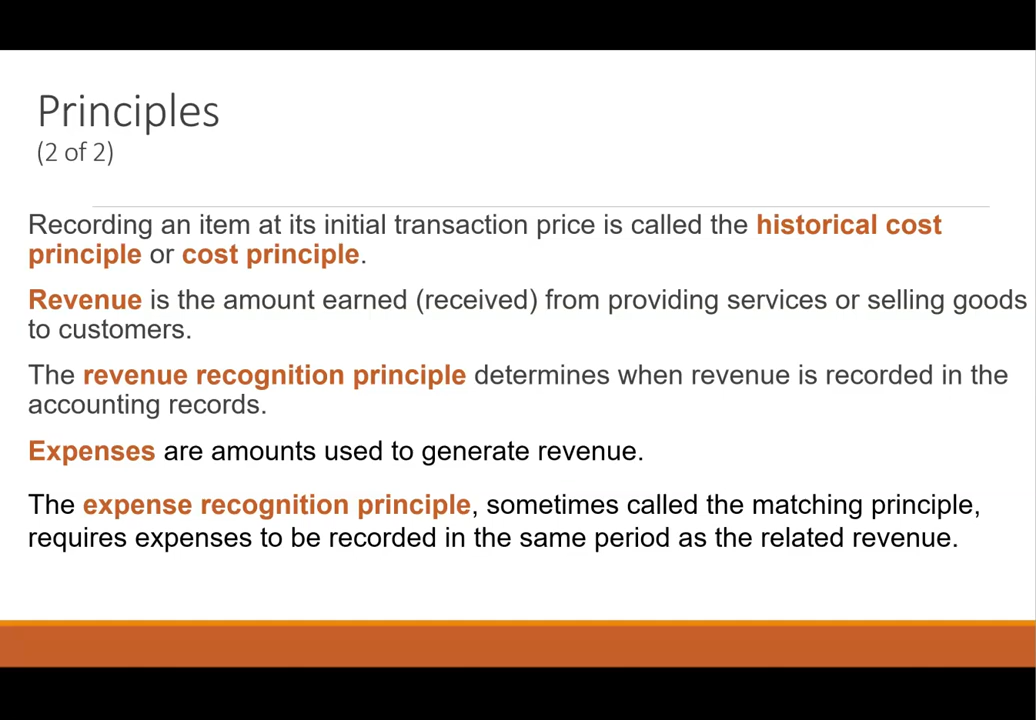 Principles
(2 of 2)
Recording an item at its initial transaction price is called the historical cost
principle or cost principle.
Revenue is the amount earned (received) from providing services or selling goods
to customers.
The revenue recognition principle determines when revenue is recorded in the
accounting records.
Expenses are amounts used to generate revenue.
The expense recognition principle, sometimes called the matching principle,
requires expenses to be recorded in the same period as the related revenue.